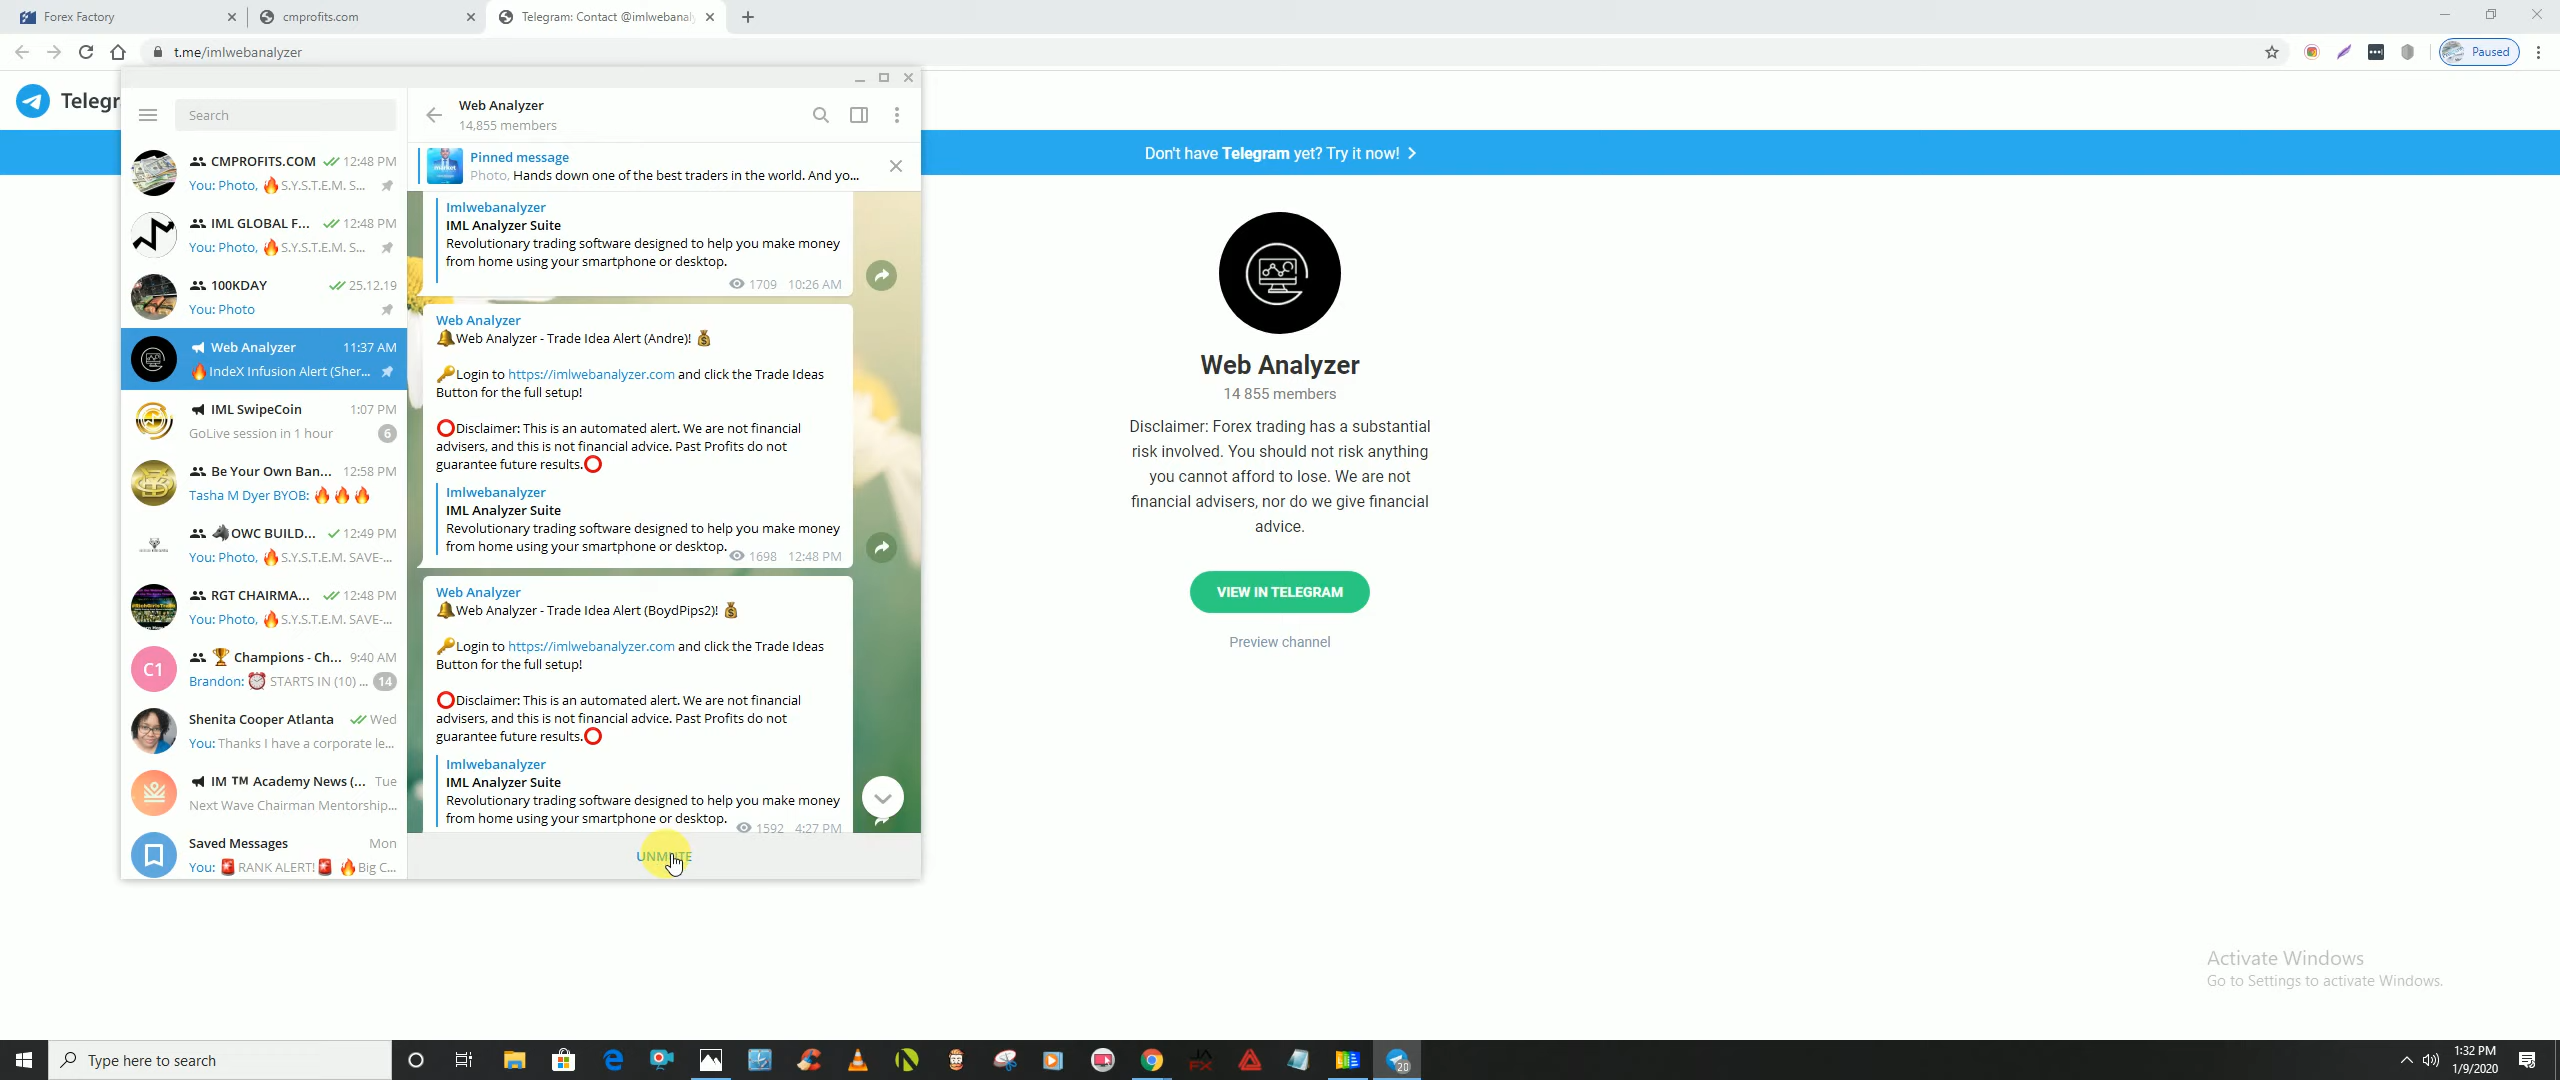 Forex Factory
cmprofits.com
Telegram: Contact @imlwebanaly
t.me/imlwebanalyzer
Paused
Telegr
Don't have Telegram yet? Try it now!
Web Analyzer
14 855 members
Disclaimer: Forex trading has a substantial
risk involved. You should not risk anything
you cannot afford to lose. We are not
financial advisers, nor do we give financial
advice.
VIEW IN TELEGRAM
Preview channel
Search
CMPROFITS.COM 12:48 PM
You: Photo, 🔥S.Y.S.T.E.M. S...
IML GLOBAL F... 12:48 PM
You: Photo, 🔥S.Y.S.T.E.M. S...
100KDAY 25.12.19
You: Photo
Web Analyzer 11:37 AM
🔥IndeX Infusion Alert (Sher...
IML SwipeCoin 1:07 PM
GoLive session in 1 hour 6
Be Your Own Ban... 12:58 PM
Tasha M Dyer BYOB: 🔥🔥🔥
🐺OWC BUILD... 12:49 PM
You: Photo, 🔥S.Y.S.T.E.M. SAVE-...
RGT CHAIRMA... 12:48 PM
You: Photo, 🔥S.Y.S.T.E.M. SAVE-...
C1
🏆 Champions - Ch... 9:40 AM
Brandon: ⏰ STARTS IN (10) ... 14
Shenita Cooper Atlanta Wed
You: Thanks I have a corporate le...
IM TM Academy News (... Tue
Next Wave Chairman Mentorship...
Saved Messages Mon
You: 🚨RANK ALERT!🚨 🔥Big C...
Web Analyzer
14,855 members
Pinned message
Photo, Hands down one of the best traders in the world. And yo...
Imlwebanalyzer
IML Analyzer Suite
Revolutionary trading software designed to help you make money
from home using your smartphone or desktop.
1709 10:26 AM
Web Analyzer
🔔Web Analyzer - Trade Idea Alert (Andre)! 💰
🔑Login to https://imlwebanalyzer.com and click the Trade Ideas
Button for the full setup!
⭕Disclaimer: This is an automated alert. We are not financial
advisers, and this is not financial advice. Past Profits do not
guarantee future results.⭕
Imlwebanalyzer
IML Analyzer Suite
Revolutionary trading software designed to help you make money
from home using your smartphone or desktop.
1698 12:48 PM
Web Analyzer
🔔Web Analyzer - Trade Idea Alert (BoydPips2)! 💰
🔑Login to https://imlwebanalyzer.com and click the Trade Ideas
Button for the full setup!
⭕Disclaimer: This is an automated alert. We are not financial
advisers, and this is not financial advice. Past Profits do not
guarantee future results.⭕
Imlwebanalyzer
IML Analyzer Suite
Revolutionary trading software designed to help you make money
from home using your smartphone or desktop.
1592 4:27 PM
UNMUTE
Activate Windows
Go to Settings to activate Windows.
Type here to search
20
1:32 PM
1/9/2020